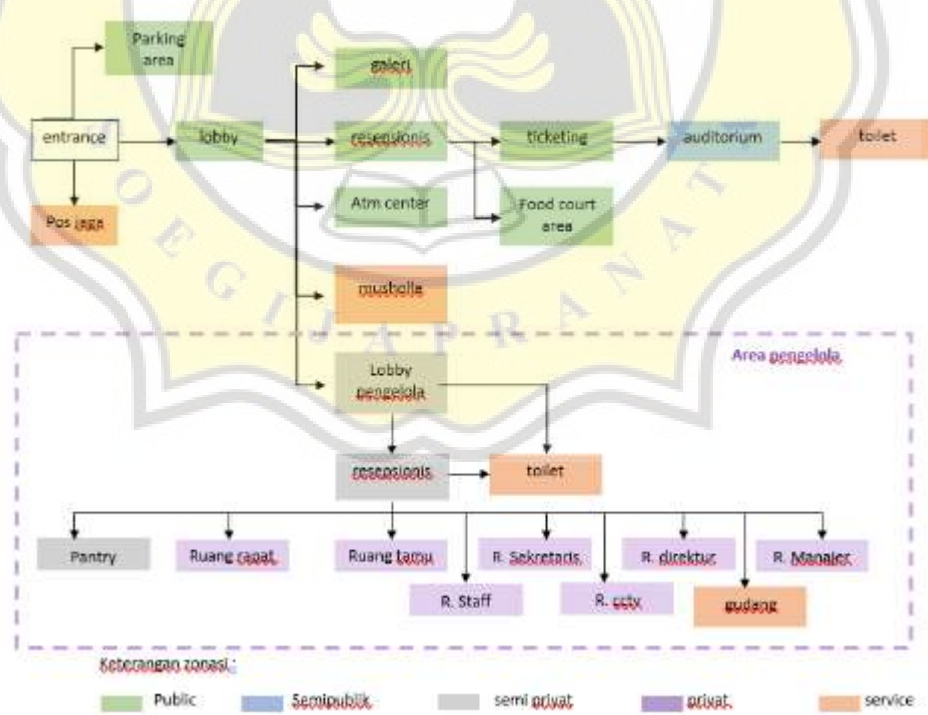 Parking
area
galeri
entrance
lobby
resepsionis
ticketing
auditorium
toilet
Atm center
Food court
area
Pos jaga
musholla
Area pengelola
Lobby
pengelola
resepsionis
toilet
Pantry
Ruang rapat
Ruang tamu
R. Sekretaris
R. direktur
R. Manajer
R. Staff
R. cctv
gudang
Keterangan zonasi :
Public
Semipublik
semi privat
privat
service
OEGIJAPRANAT